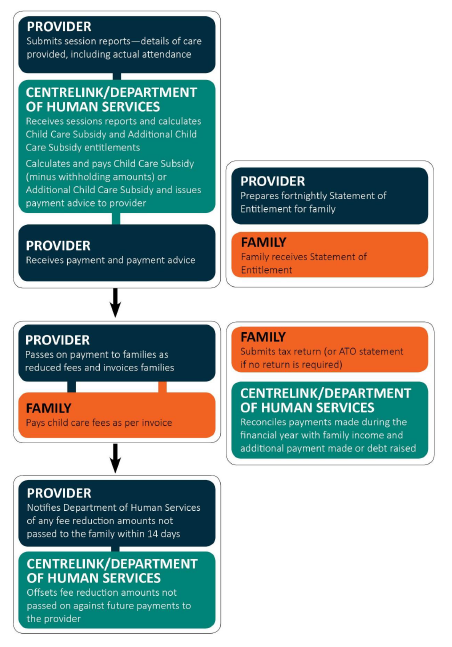 PROVIDER
Submits session reports—details of care
provided, including actual attendance
CENTRELINK/DEPARTMENT
OF HUMAN SERVICES
Receives sessions reports and calculates
Child Care Subsidy and Additional Child
Care Subsidy entitlements
Calculates and pays Child Care Subsidy
(minus withholding amounts) or
Additional Child Care Subsidy and issues
payment advice to provider
PROVIDER
Receives payment and payment advice
PROVIDER
Prepares fortnightly Statement of
Entitlement for family
FAMILY
Family receives Statement of
Entitlement
PROVIDER
Passes on payment to families as
reduced fees and invoices families
FAMILY
Pays child care fees as per invoice
FAMILY
Submits tax return (or ATO statement
if no return is required)
CENTRELINK/DEPARTMENT
OF HUMAN SERVICES
Reconciles payments made during the
financial year with family income and
additional payment made or debt raised
PROVIDER
Notifies Department of Human Services
of any fee reduction amounts not
passed to the family within 14 days
CENTRELINK/DEPARTMENT
OF HUMAN SERVICES
Offsets fee reduction amounts not
passed on against future payments to
the provider